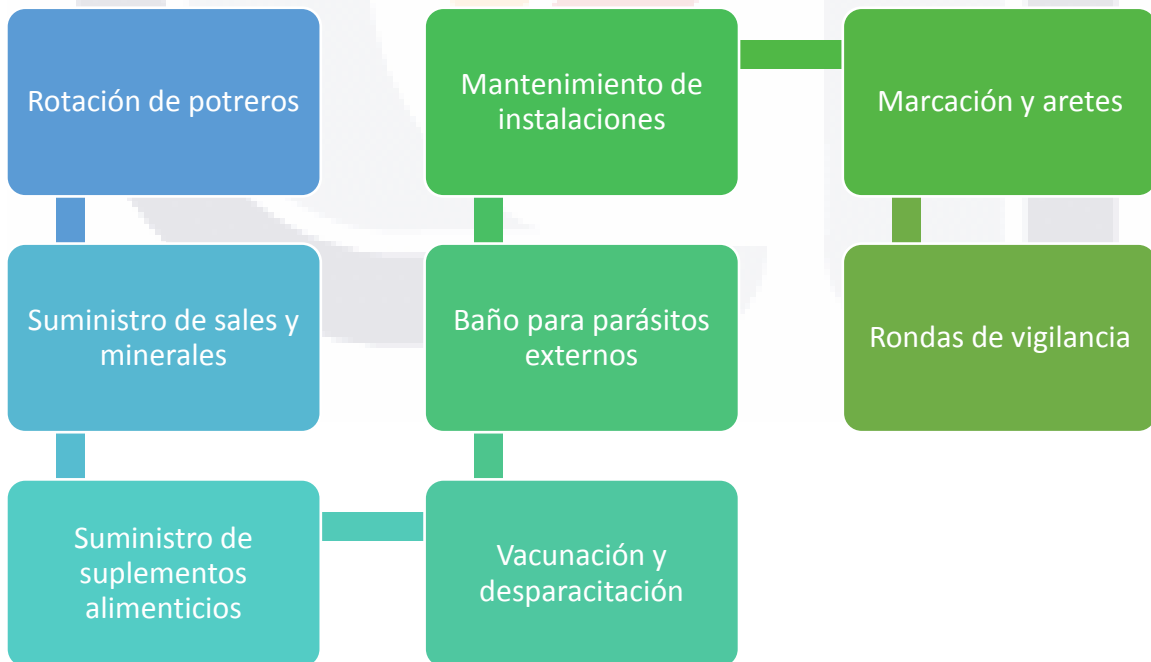 Rotación de potreros
Suministro de sales y
minerales
Suministro de
suplementos
alimenticios
Vacunación y
desparacitación
Baño para parásitos
externos
Mantenimiento de
instalaciones
Marcación y aretes
Rondas de vigilancia